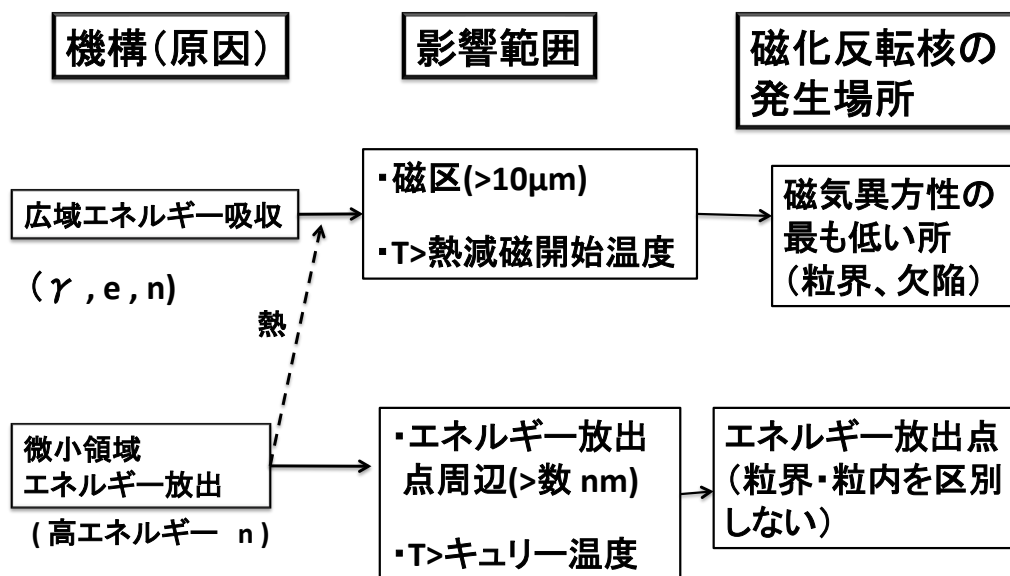 機構(原因)
影響範囲
磁化反転核の
発生場所
広域エネルギー吸収
(γ , e , n)
・磁区(>10μm)
・T>熱減磁開始温度
磁気異方性の
最も低い所
(粒界、欠陥)
熱
微小領域
エネルギー放出
(高エネルギー n)
・エネルギー放出
点周辺(>数 nm)
・T>キュリー温度
エネルギー放出点
(粒界・粒内を区別
しない)